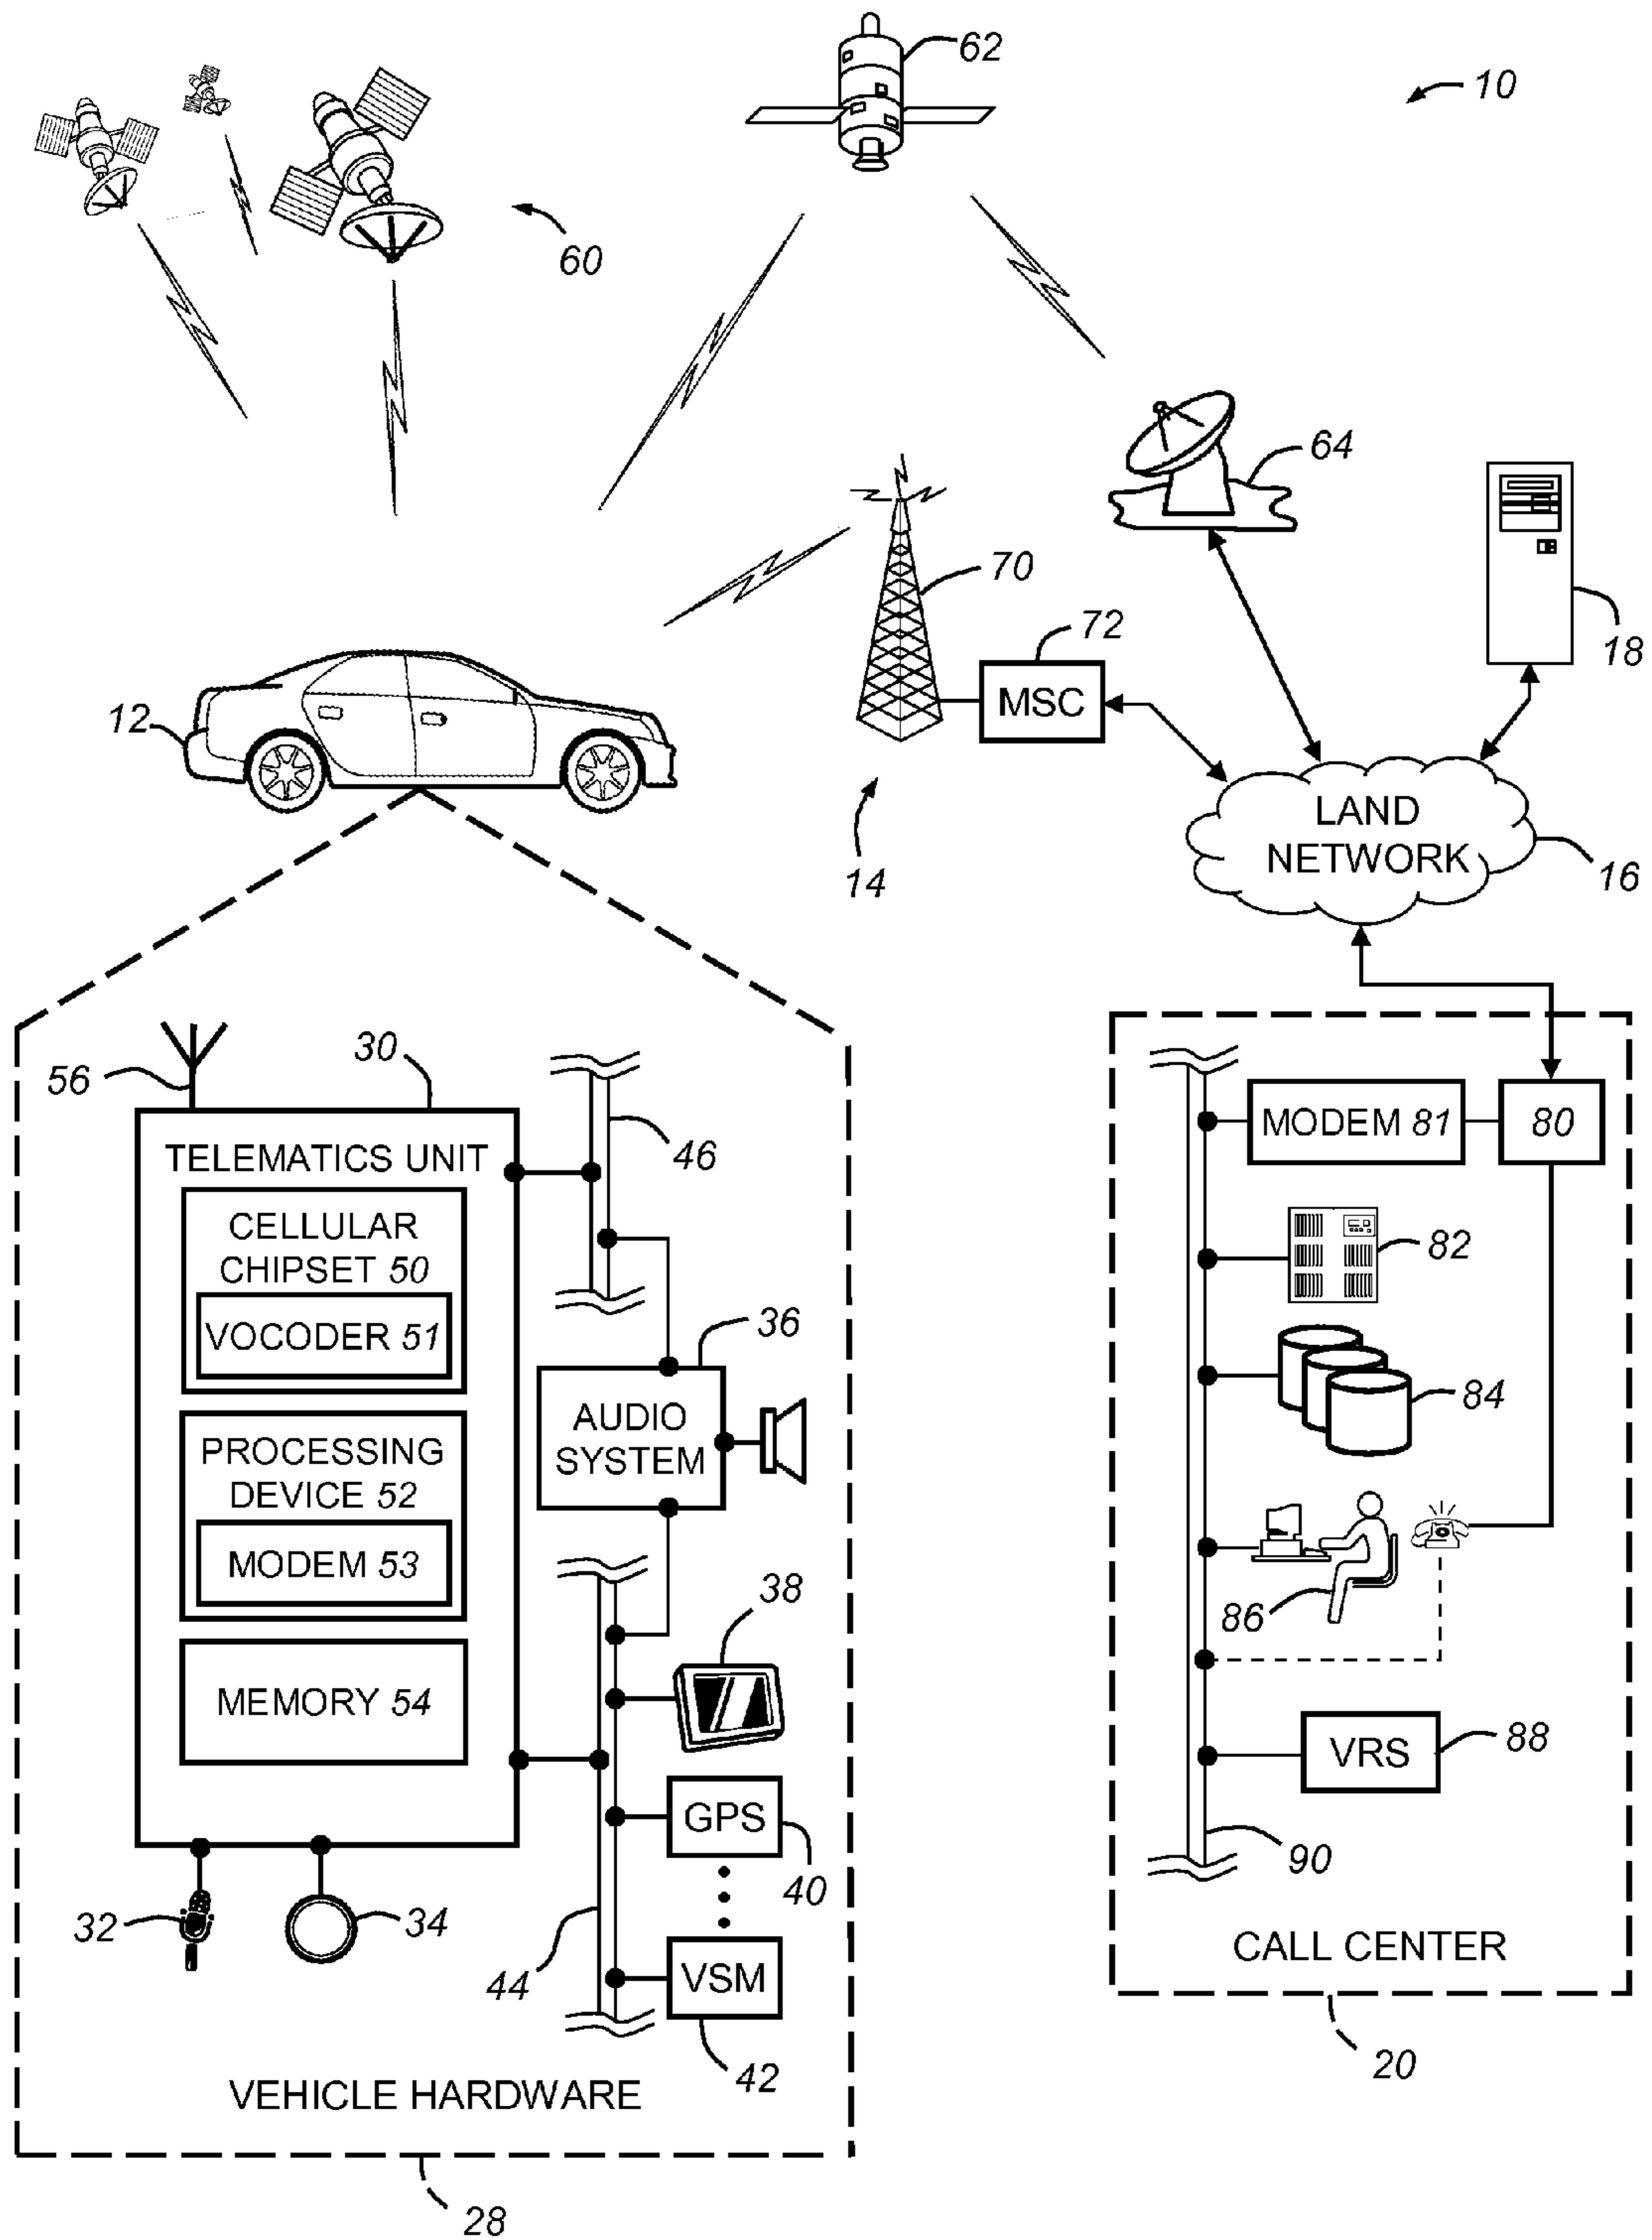 62
10
60
64
70
18
72
MSC
12
LAND
NETWORK
16
14
30
56
TELEMATICS UNIT
46
CELLULAR
CHIPSET 50
VOCODER 51
36
AUDIO
SYSTEM
PROCESSING
DEVICE 52
MODEM 53
38
MEMORY 54
GPS
40
32
34
44
VSM
42
VEHICLE HARDWARE
28
MODEM 81
80
82
84
86
VRS
88
90
CALL CENTER
20